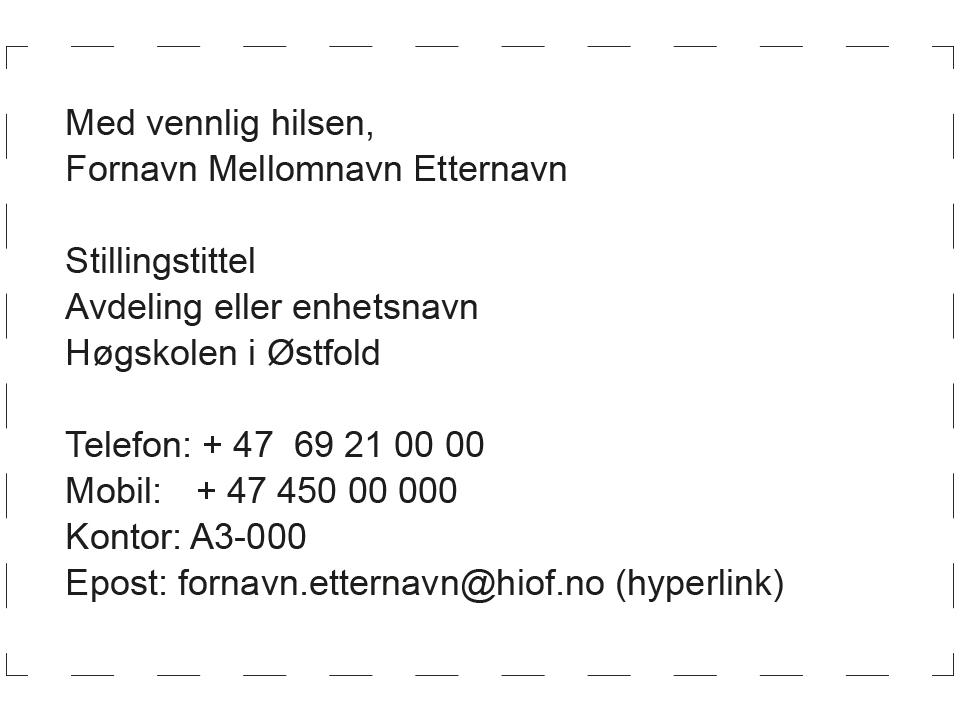 Med vennlig hilsen,
Fornavn Mellomnavn Etternavn
Stillingstittel
Avdeling eller enhetsnavn
Høgskolen i Østfold
Telefon: + 47  69 21 00 00
Mobil:   + 47 450 00 000
Kontor: A3-000
Epost: fornavn.etternavn@hiof.no (hyperlink)